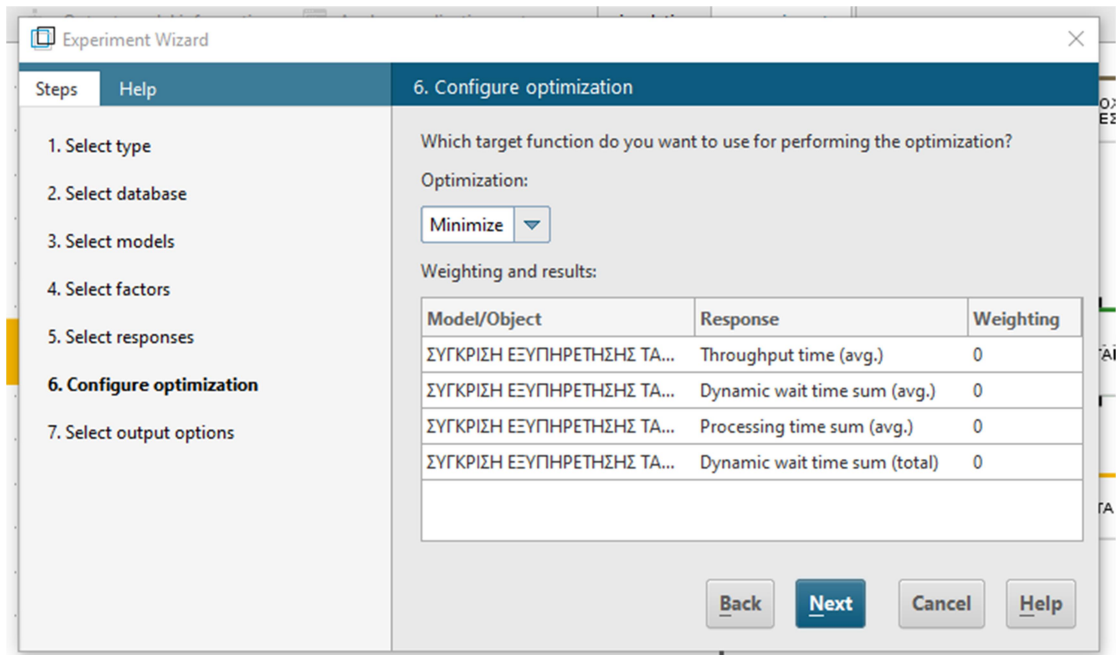 Experiment Wizard
Steps Help
1. Select type
2. Select database
3. Select models
4. Select factors
5. Select responses
6. Configure optimization
7. Select output options
6. Configure optimization
Which target function do you want to use for performing the optimization?
Optimization:
Minimize
Weighting and results:
Model/Object Response Weighting
ΣΥΓΚΡΙΣΗ ΕΞΥΠΗΡΕΤΗΣΗΣ ΤΑ... Throughput time (avg.) 0
ΣΥΓΚΡΙΣΗ ΕΞΥΠΗΡΕΤΗΣΗΣ ΤΑ... Dynamic wait time sum (avg.) 0
ΣΥΓΚΡΙΣΗ ΕΞΥΠΗΡΕΤΗΣΗΣ ΤΑ... Processing time sum (avg.) 0
ΣΥΓΚΡΙΣΗ ΕΞΥΠΗΡΕΤΗΣΗΣ ΤΑ... Dynamic wait time sum (total) 0
Back Next Cancel Help